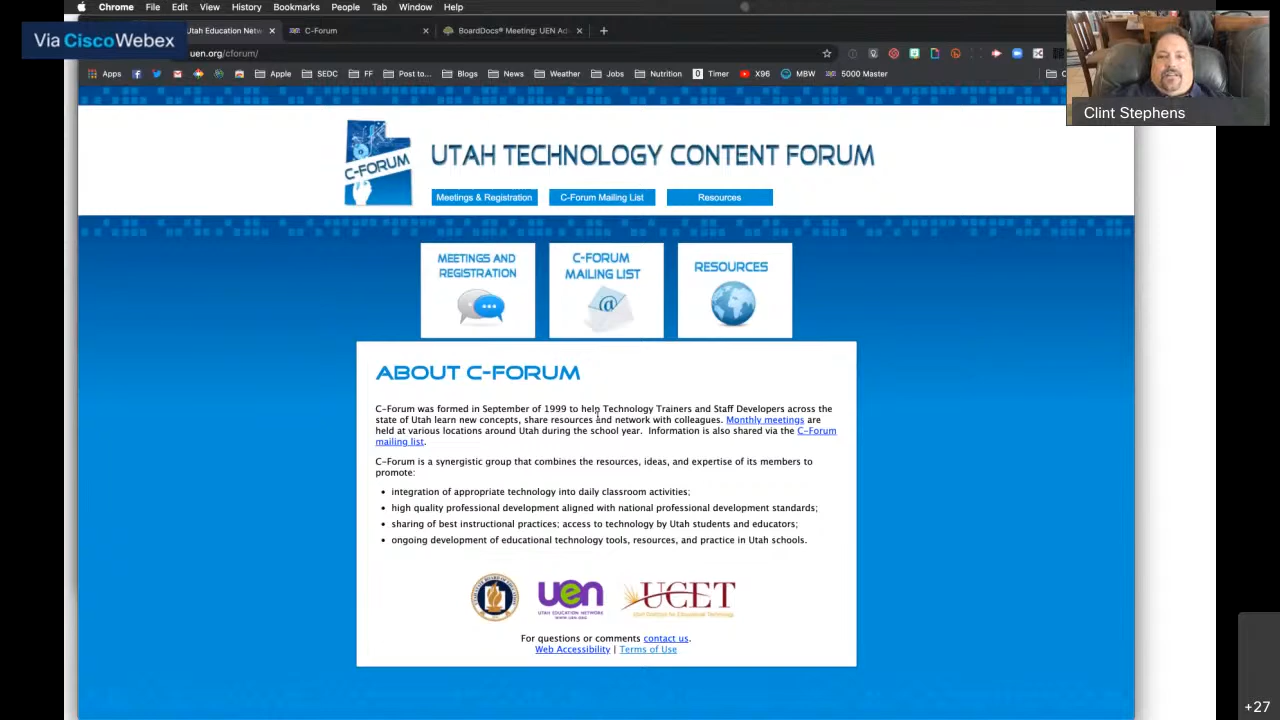 Chrome File Edit View History Bookmarks People Tab Window Help
Via CiscoWebex
Utah Education Netw
C-Forum
BoardDocs® Meeting: UEN Ad
uen.org/cforum/
Apps
SEDC
FF
Post to...
Blogs
News
Weather
Jobs
Nutrition
Timer
X96
MBW
5000 Master
Clint Stephens
C-FORUM
UTAH TECHNOLOGY CONTENT FORUM
Meetings & Registration
C-Forum Mailing List
Resources
MEETINGS AND
REGISTRATION
C-FORUM
MAILING LIST
RESOURCES
ABOUT C-FORUM
C-Forum was formed in September of 1999 to help Technology Trainers and Staff Developers across the
state of Utah learn new concepts, share resources and network with colleagues. Monthly meetings are
held at various locations around Utah during the school year. Information is also shared via the C-Forum
mailing list.
C-Forum is a synergistic group that combines the resources, ideas, and expertise of its members to
promote:
• integration of appropriate technology into daily classroom activities;
• high quality professional development aligned with national professional development standards;
• sharing of best instructional practices; access to technology by Utah students and educators;
• ongoing development of educational technology tools, resources, and practice in Utah schools.
uen
UTAH EDUCATION NETWORK
WWW.UEN.ORG
UCET
For questions or comments contact us.
Web Accessibility | Terms of Use
+27